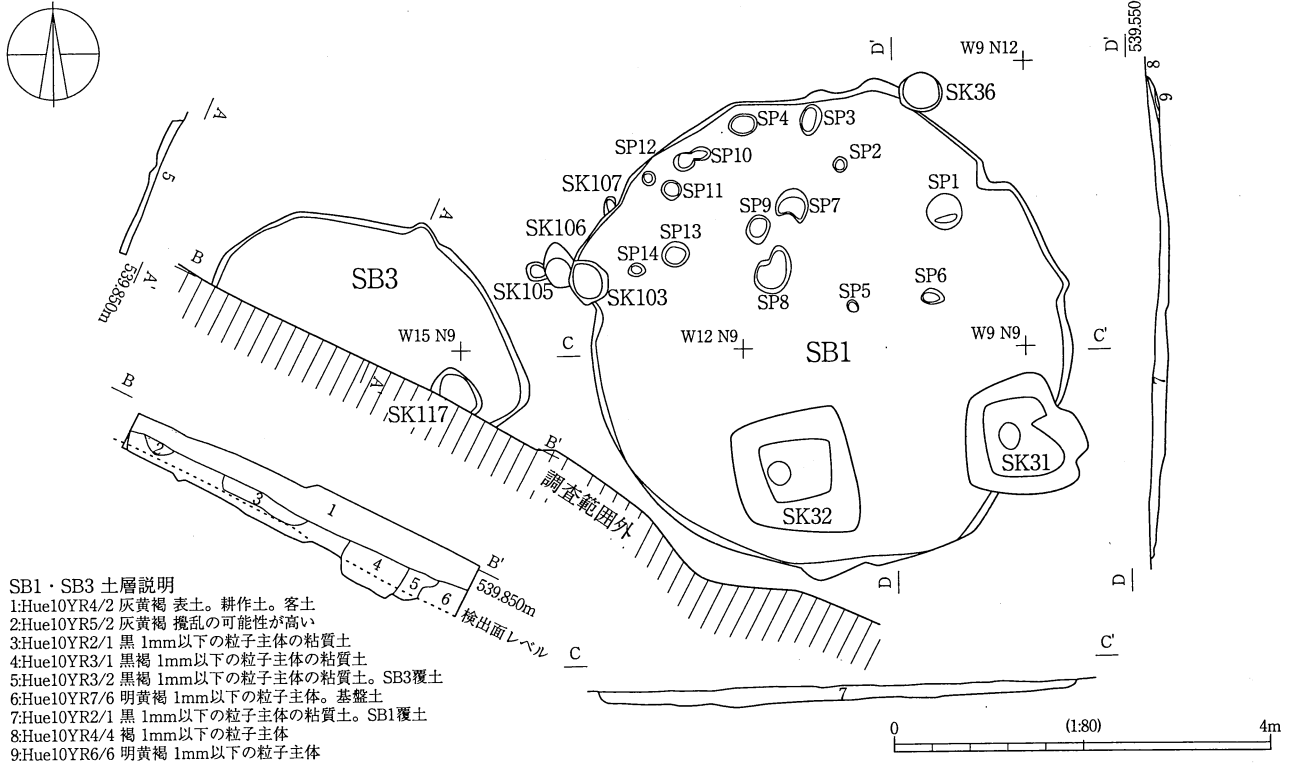 D'
W9 N12
D'
539.550
8
9
SK36
A
SP4
SP3
SP12
SP10
SP2
5
SK107
SP11
SP1
SP7
SP9
A
SK106
SP13
SP14
B
SB3
SP6
A'
539.850m
SK105
SK103
SP8
SP5
W15 N9
C
W12 N9
SB1
W9 N9
C'
B
A'
7
SK117
B'
2
SK31
3
1
調査範囲外
SK32
B'
4
5
6
539.850m
D
D
検出面レベル
C
C'
7
SB1・SB3 土層説明
1:Hue10YR4/2 灰黄褐 表土。耕作土。客土
2:Hue10YR5/2 灰黄褐 攪乱の可能性が高い
3:Hue10YR2/1 黒 1mm以下の粒子主体の粘質土
4:Hue10YR3/1 黒褐 1mm以下の粒子主体の粘質土
5:Hue10YR3/2 黒褐 1mm以下の粒子主体の粘質土。SB3覆土
6:Hue10YR7/6 明黄褐 1mm以下の粒子主体。基盤土
7:Hue10YR2/1 黒 1mm以下の粒子主体の粘質土。SB1覆土
8:Hue10YR4/4 褐 1mm以下の粒子主体
9:Hue10YR6/6 明黄褐 1mm以下の粒子主体
0 (1:80) 4m